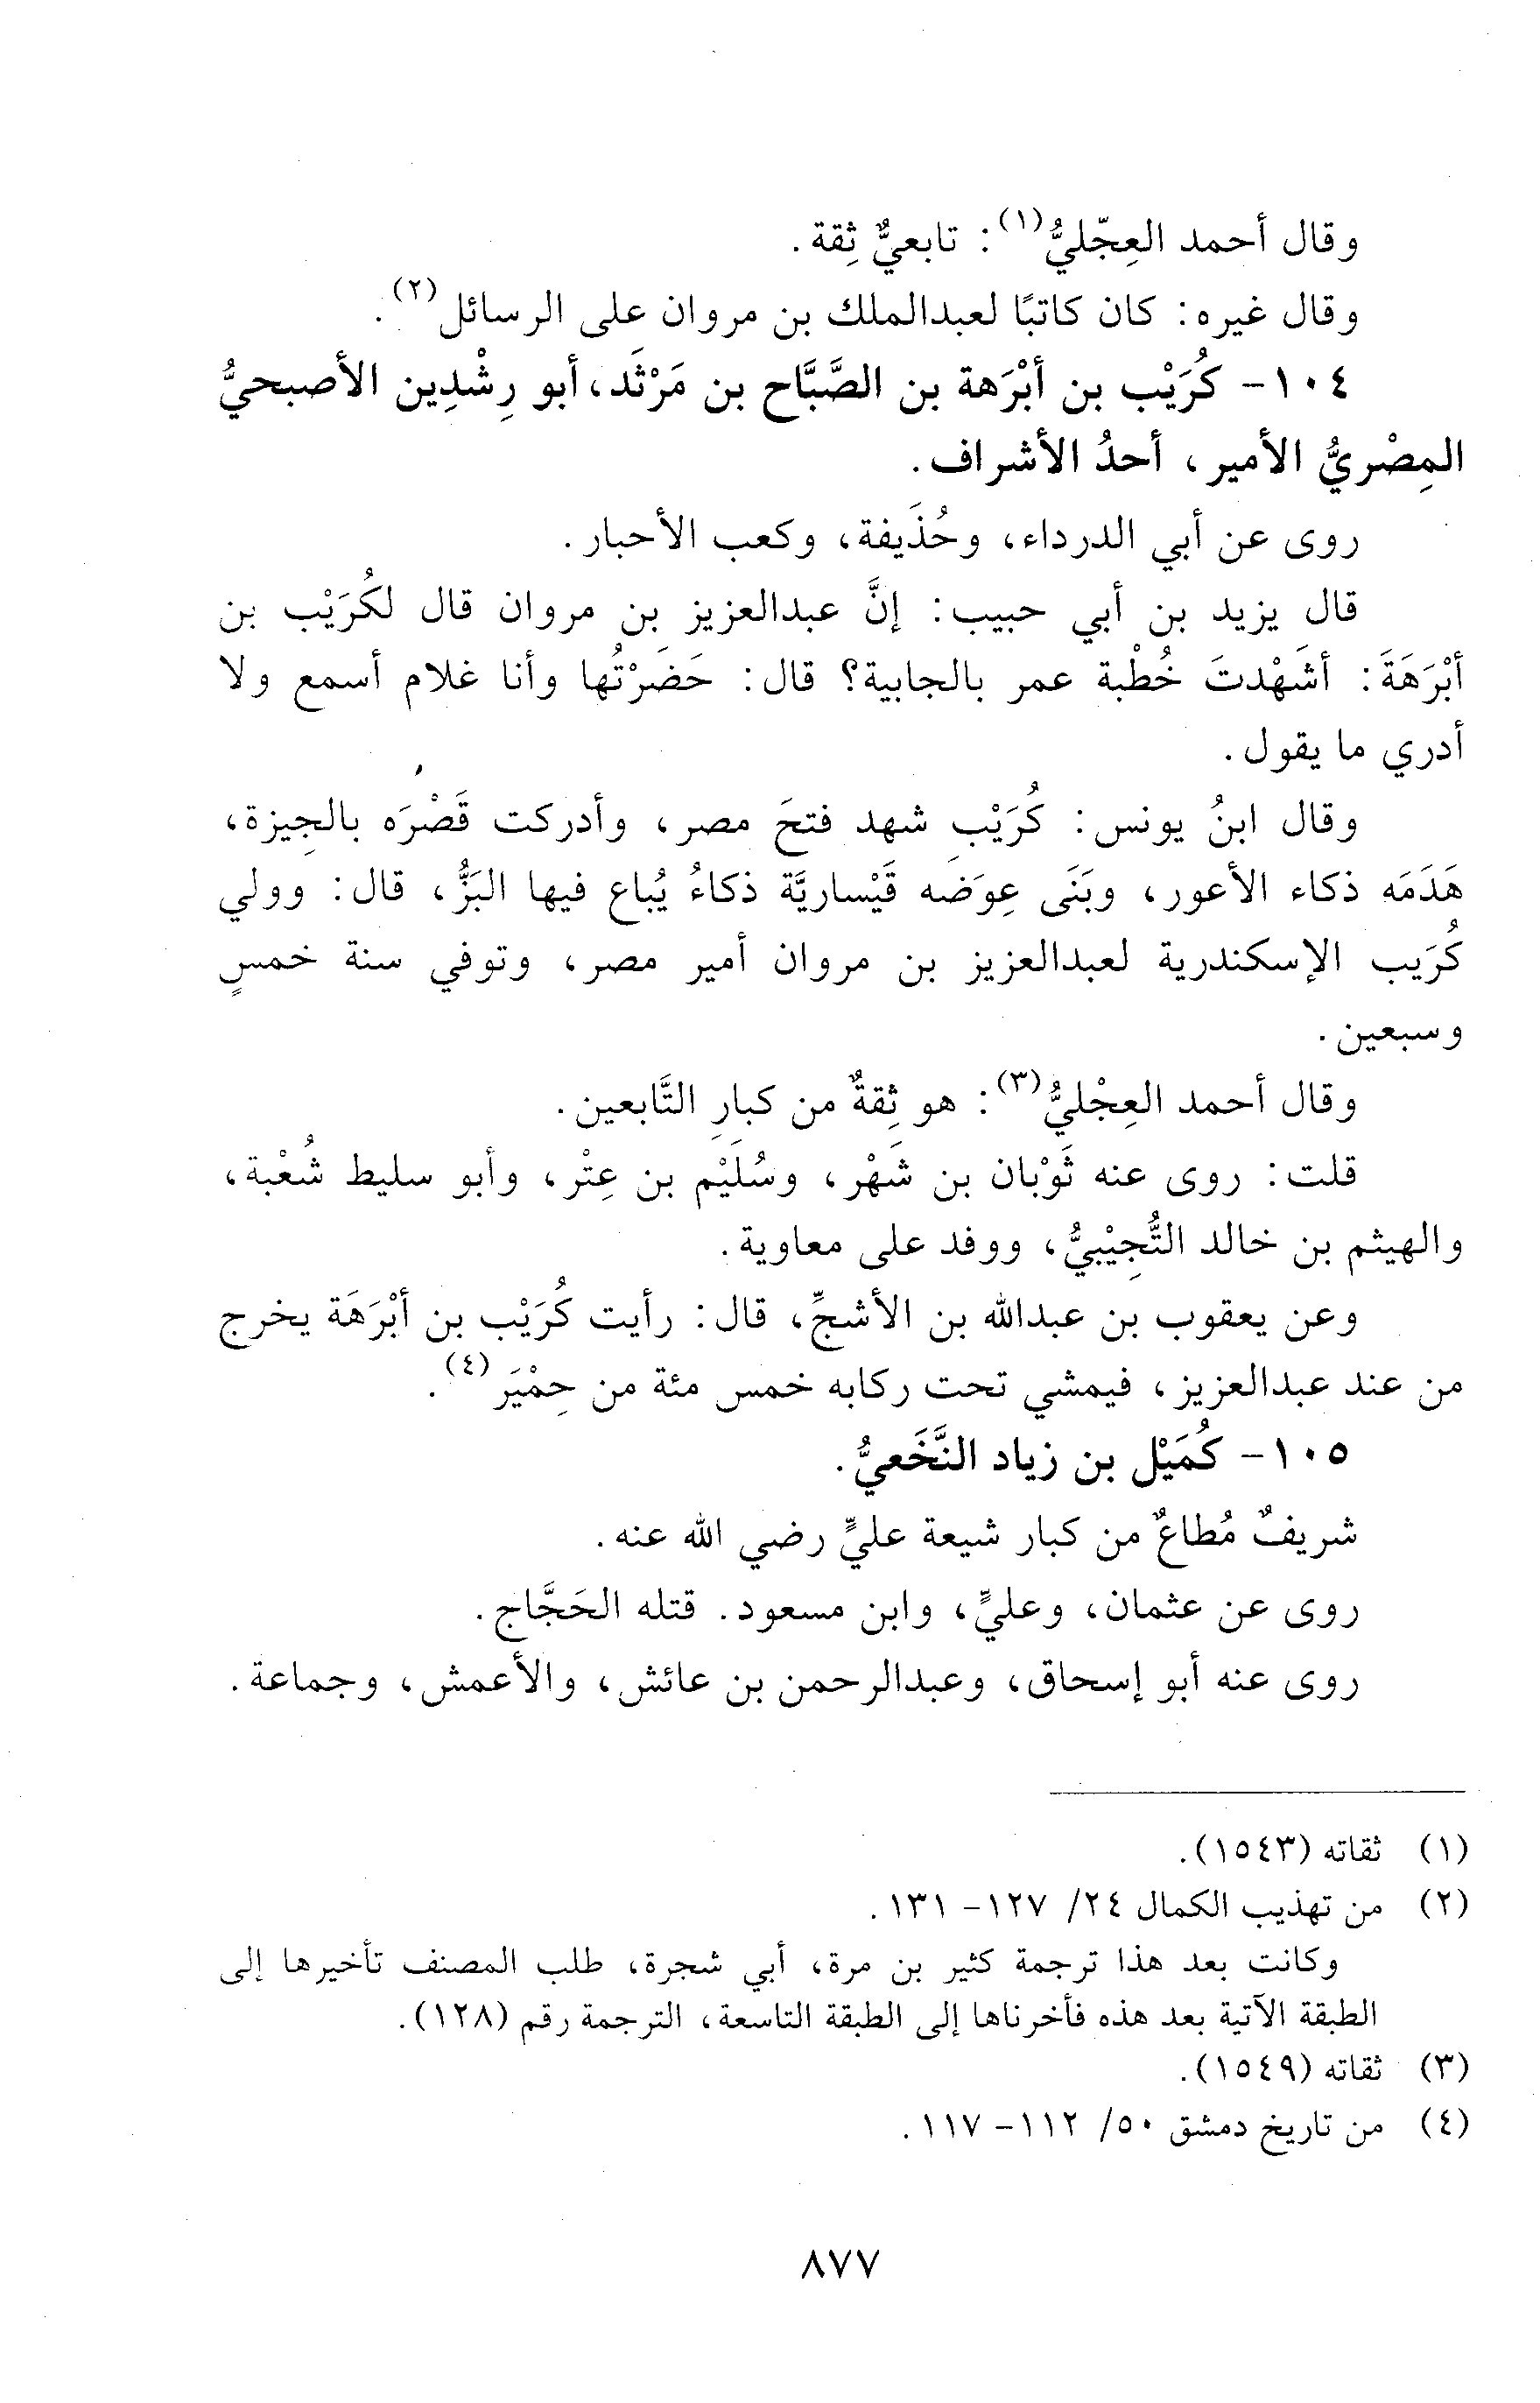 وقال أحمد العِجّليُّ(١): تابعيٌّ ثِقة.
وقال غيره: كان كاتبًا لعبدالملك بن مروان على الرسائل(٢).
١٠٤- كُرَيْب بن أبْرَهة بن الصَّبَّاح بن مَرْثَد، أبو رِشْدِين الأصبحيُّ
المِصْريُّ الأمير، أحدُ الأشراف.
روى عن أبي الدرداء، وحُذَيفة، وكعب الأحبار.
قال يزيد بن أبي حبيب: إنَّ عبدالعزيز بن مروان قال لكُرَيْب بن
أبْرَهَةَ: أشَهْدتَ خُطْبة عمر بالجابية؟ قال: حَضَرْتُها وأنا غلام أسمع ولا
أدري ما يقول.
وقال ابنُ يونس: كُرَيْب شهد فتحَ مصر، وأدركت قَصْرَه بالجِيزة،
هَدَمَه ذكاء الأعور، وبَنَى عِوَضَه قَيْساريَّة ذكاءُ يُباع فيها البَزُّ، قال: وولي
كُرَيب الإسكندرية لعبدالعزيز بن مروان أمير مصر، وتوفي سنة خمسٍ
وسبعين.
وقال أحمد العِجْليُّ(٣): هو ثِقةٌ من كبارِ التَّابعين.
قلت: روى عنه ثَوْبان بن شَهْر، وسُلَيْم بن عِتْر، وأبو سليط شُعْبة،
والهيثم بن خالد التُّجِيْبيُّ، ووفد على معاوية.
وعن يعقوب بن عبدالله بن الأشجِّ، قال: رأيت كُرَيْب بن أبْرَهَة يخرج
من عند عبدالعزيز، فيمشي تحت ركابه خمس مئة من حِمْيَر(٤).
١٠٥- كُمَيْل بن زياد النَّخَعيُّ.
شريفٌ مُطاعٌ من كبار شيعة عليٍّ رضي الله عنه.
روى عن عثمان، وعليٍّ، وابن مسعود. قتله الحَجَّاج.
روى عنه أبو إسحاق، وعبدالرحمن بن عائش، والأعمش، وجماعة.
(١) ثقاته (١٥٤٣).
(٢) من تهذيب الكمال ٢٤/ ١٢٧- ١٣١.
وكانت بعد هذا ترجمة كثير بن مرة، أبي شجرة، طلب المصنف تأخيرها إلى
الطبقة الآتية بعد هذه فأخرناها إلى الطبقة التاسعة، الترجمة رقم (١٢٨).
(٣) ثقاته (١٥٤٩).
(٤) من تاريخ دمشق ٥٠/ ١١٢- ١١٧.
٨٧٧